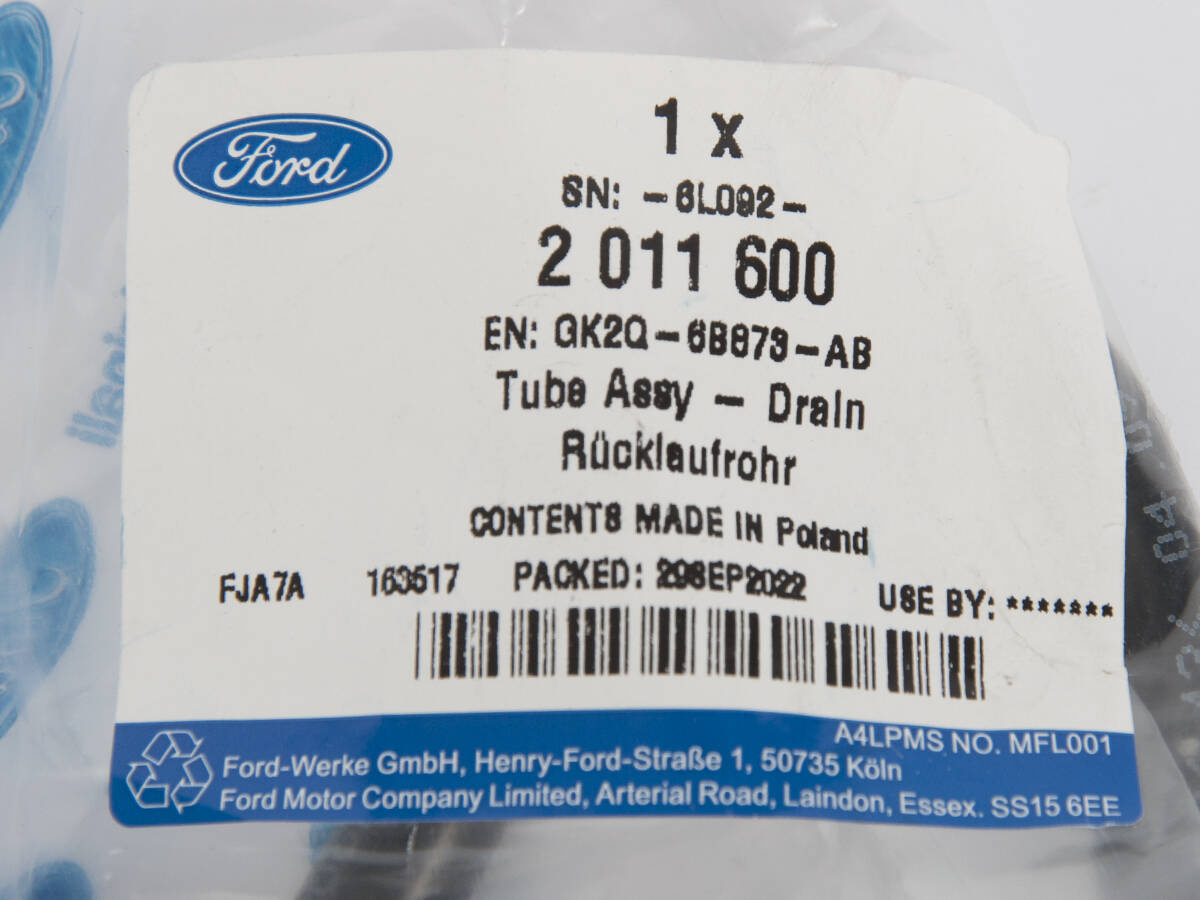 Ford
1 x
SN: -6L092-
2 011 600
EN: GK2Q-6B873-AB
Tube Assy - Drain
Rücklaufrohr
CONTENTS MADE IN Poland
FJA7A 163517 PACKED: 29SEP2022 USE BY: *******
A4LPMS NO. MFL001
Ford-Werke GmbH, Henry-Ford-Straße 1, 50735 Köln
Ford Motor Company Limited, Arterial Road, Laindon, Essex. SS15 6EE